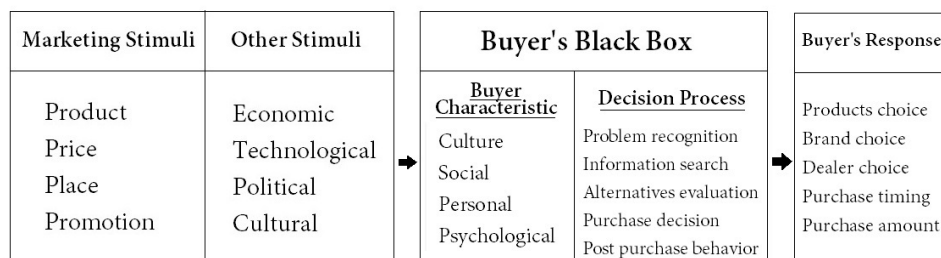 Marketing Stimuli
Product
Price
Place
Promotion
Other Stimuli
Economic
Technological
Political
Cultural
Buyer's Black Box
Buyer
Characteristic
Culture
Social
Personal
Psychological
Decision Process
Problem recognition
Information search
Alternatives evaluation
Purchase decision
Post purchase behavior
Buyer's Response
Products choice
Brand choice
Dealer choice
Purchase timing
Purchase amount